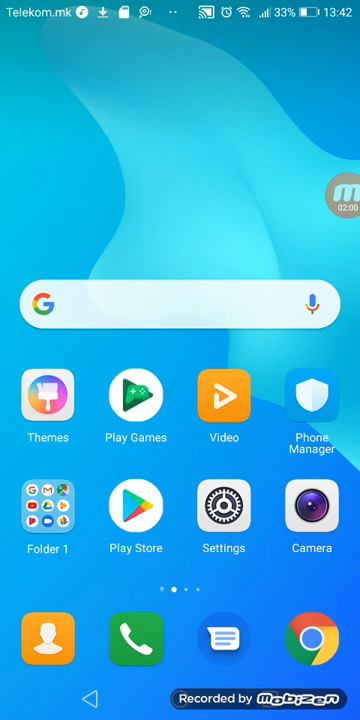 Telekom.mk 33% 13:42
02:00
Themes
Play Games
Video
Phone
Manager
Folder 1
Play Store
Settings
Camera
Recorded by mobizen